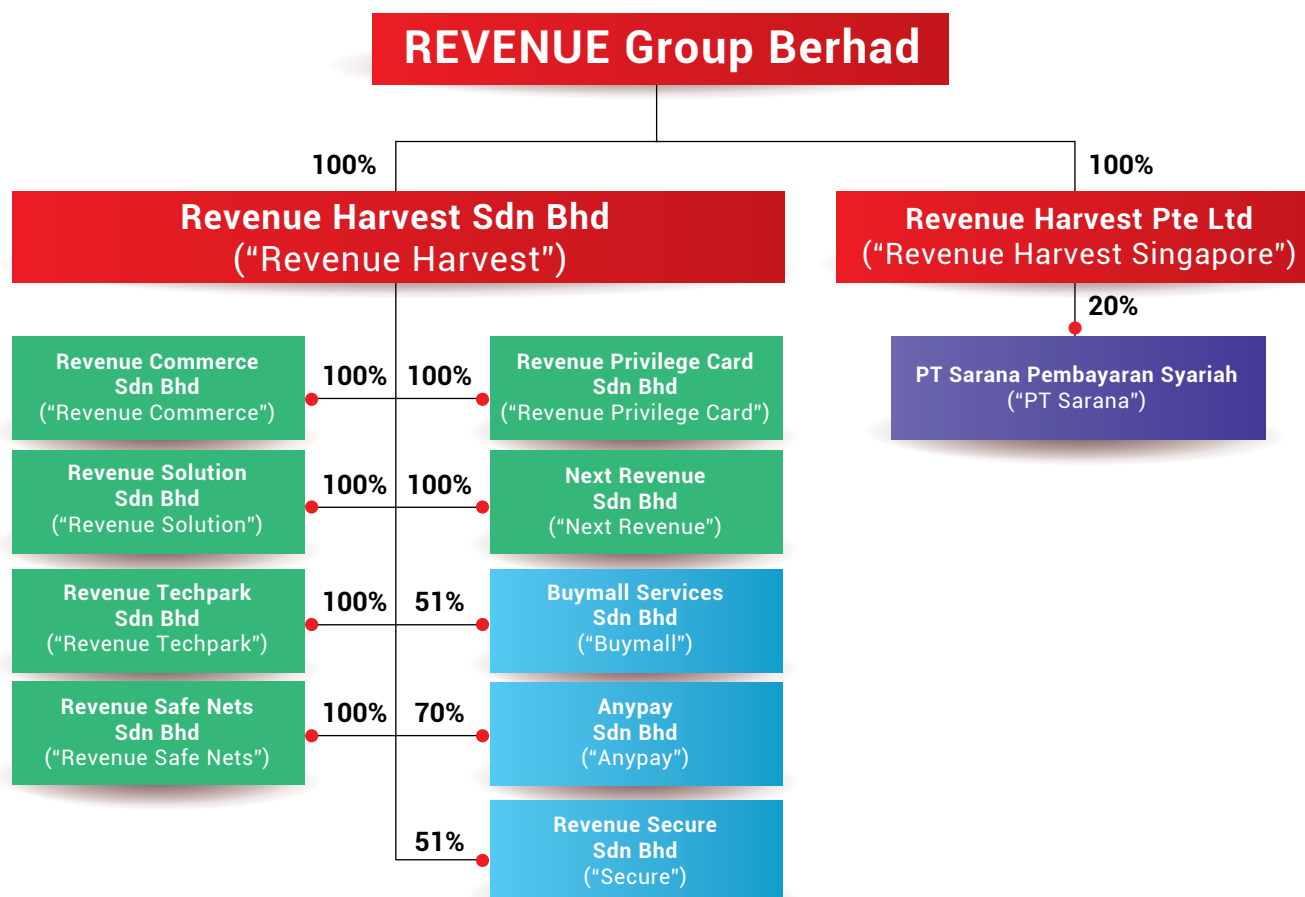 REVENUE Group Berhad
100%
100%
Revenue Harvest Sdn Bhd
(“Revenue Harvest”)
Revenue Harvest Pte Ltd
(“Revenue Harvest Singapore”)
20%
PT Sarana Pembayaran Syariah
(“PT Sarana”)
Revenue Commerce
Sdn Bhd
(“Revenue Commerce”)
100%
100%
Revenue Privilege Card
Sdn Bhd
(“Revenue Privilege Card”)
Revenue Solution
Sdn Bhd
(“Revenue Solution”)
100%
100%
Next Revenue
Sdn Bhd
(“Next Revenue”)
Revenue Techpark
Sdn Bhd
(“Revenue Techpark”)
100%
51%
Buymall Services
Sdn Bhd
(“Buymall”)
Revenue Safe Nets
Sdn Bhd
(“Revenue Safe Nets”)
100%
70%
Anypay
Sdn Bhd
(“Anypay”)
51%
Revenue Secure
Sdn Bhd
(“Secure”)